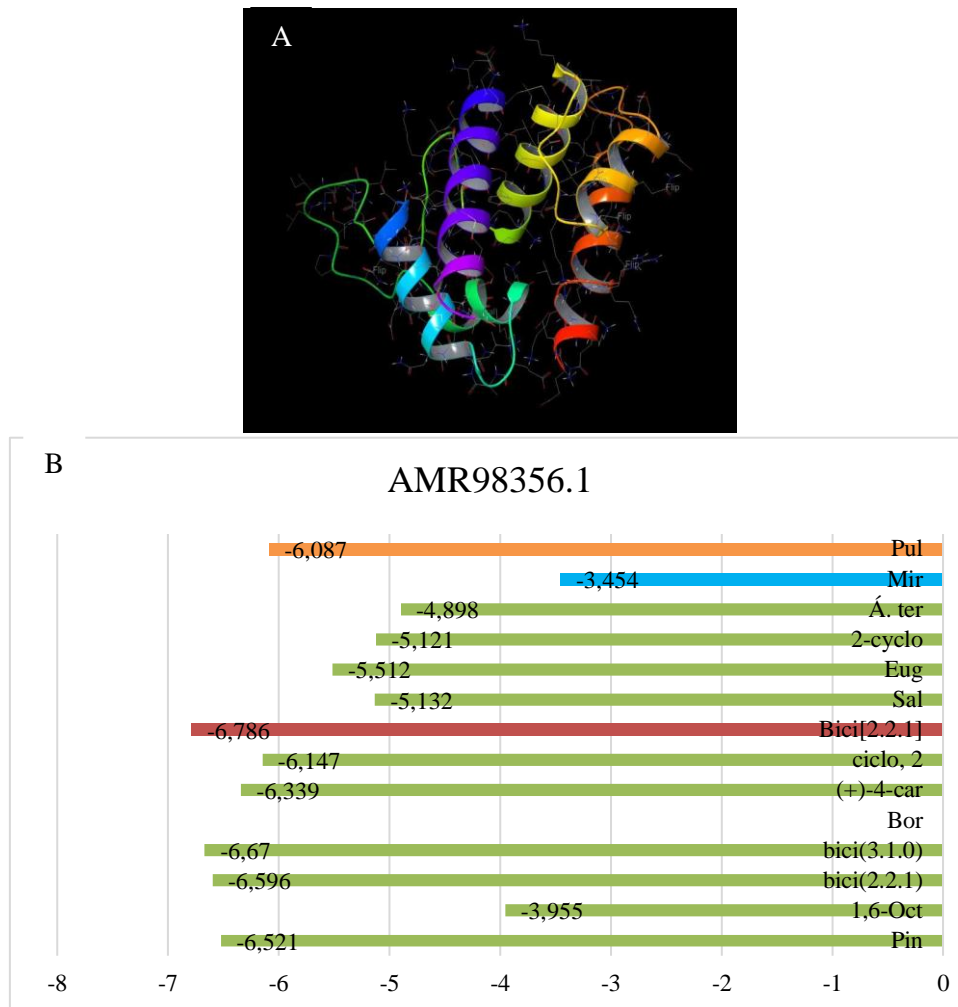 A
Flip
Flip
Flip
Flip
B
AMR98356.1
-6,087 Pul
-3,454 Mir
-4,898 Á. ter
-5,121 2-cyclo
-5,512 Eug
-5,132 Sal
-6,786 Bici[2.2.1]
-6,147 ciclo, 2
-6,339 (+)-4-car
Bor
-6,67 bici(3.1.0)
-6,596 bici(2.2.1)
-3,955 1,6-Oct
-6,521 Pin
-8 -7 -6 -5 -4 -3 -2 -1 0